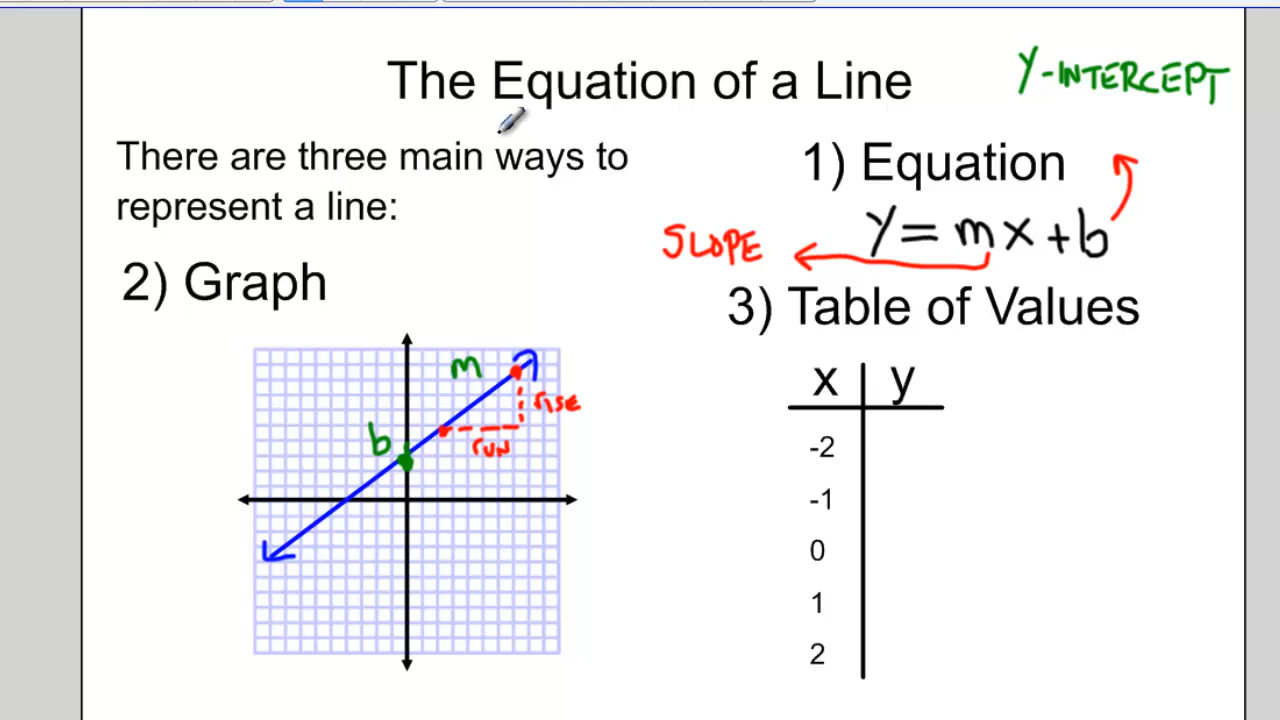 The Equation of a Line
Y-INTERCEPT
There are three main ways to
represent a line:
1) Equation
y = mx + b
SLOPE
2) Graph
m
rise
run
b
3) Table of Values
x y
-2
-1
0
1
2